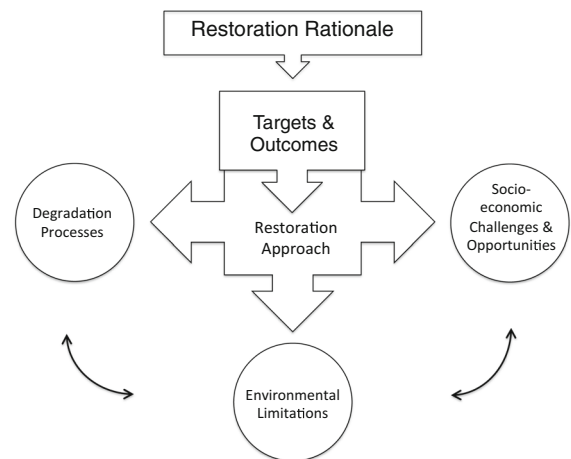 Restoration Rationale
Targets &
Outcomes
Degradation
Processes
Restoration
Approach
Socio-
economic
Challenges &
Opportunities
Environmental
Limitations